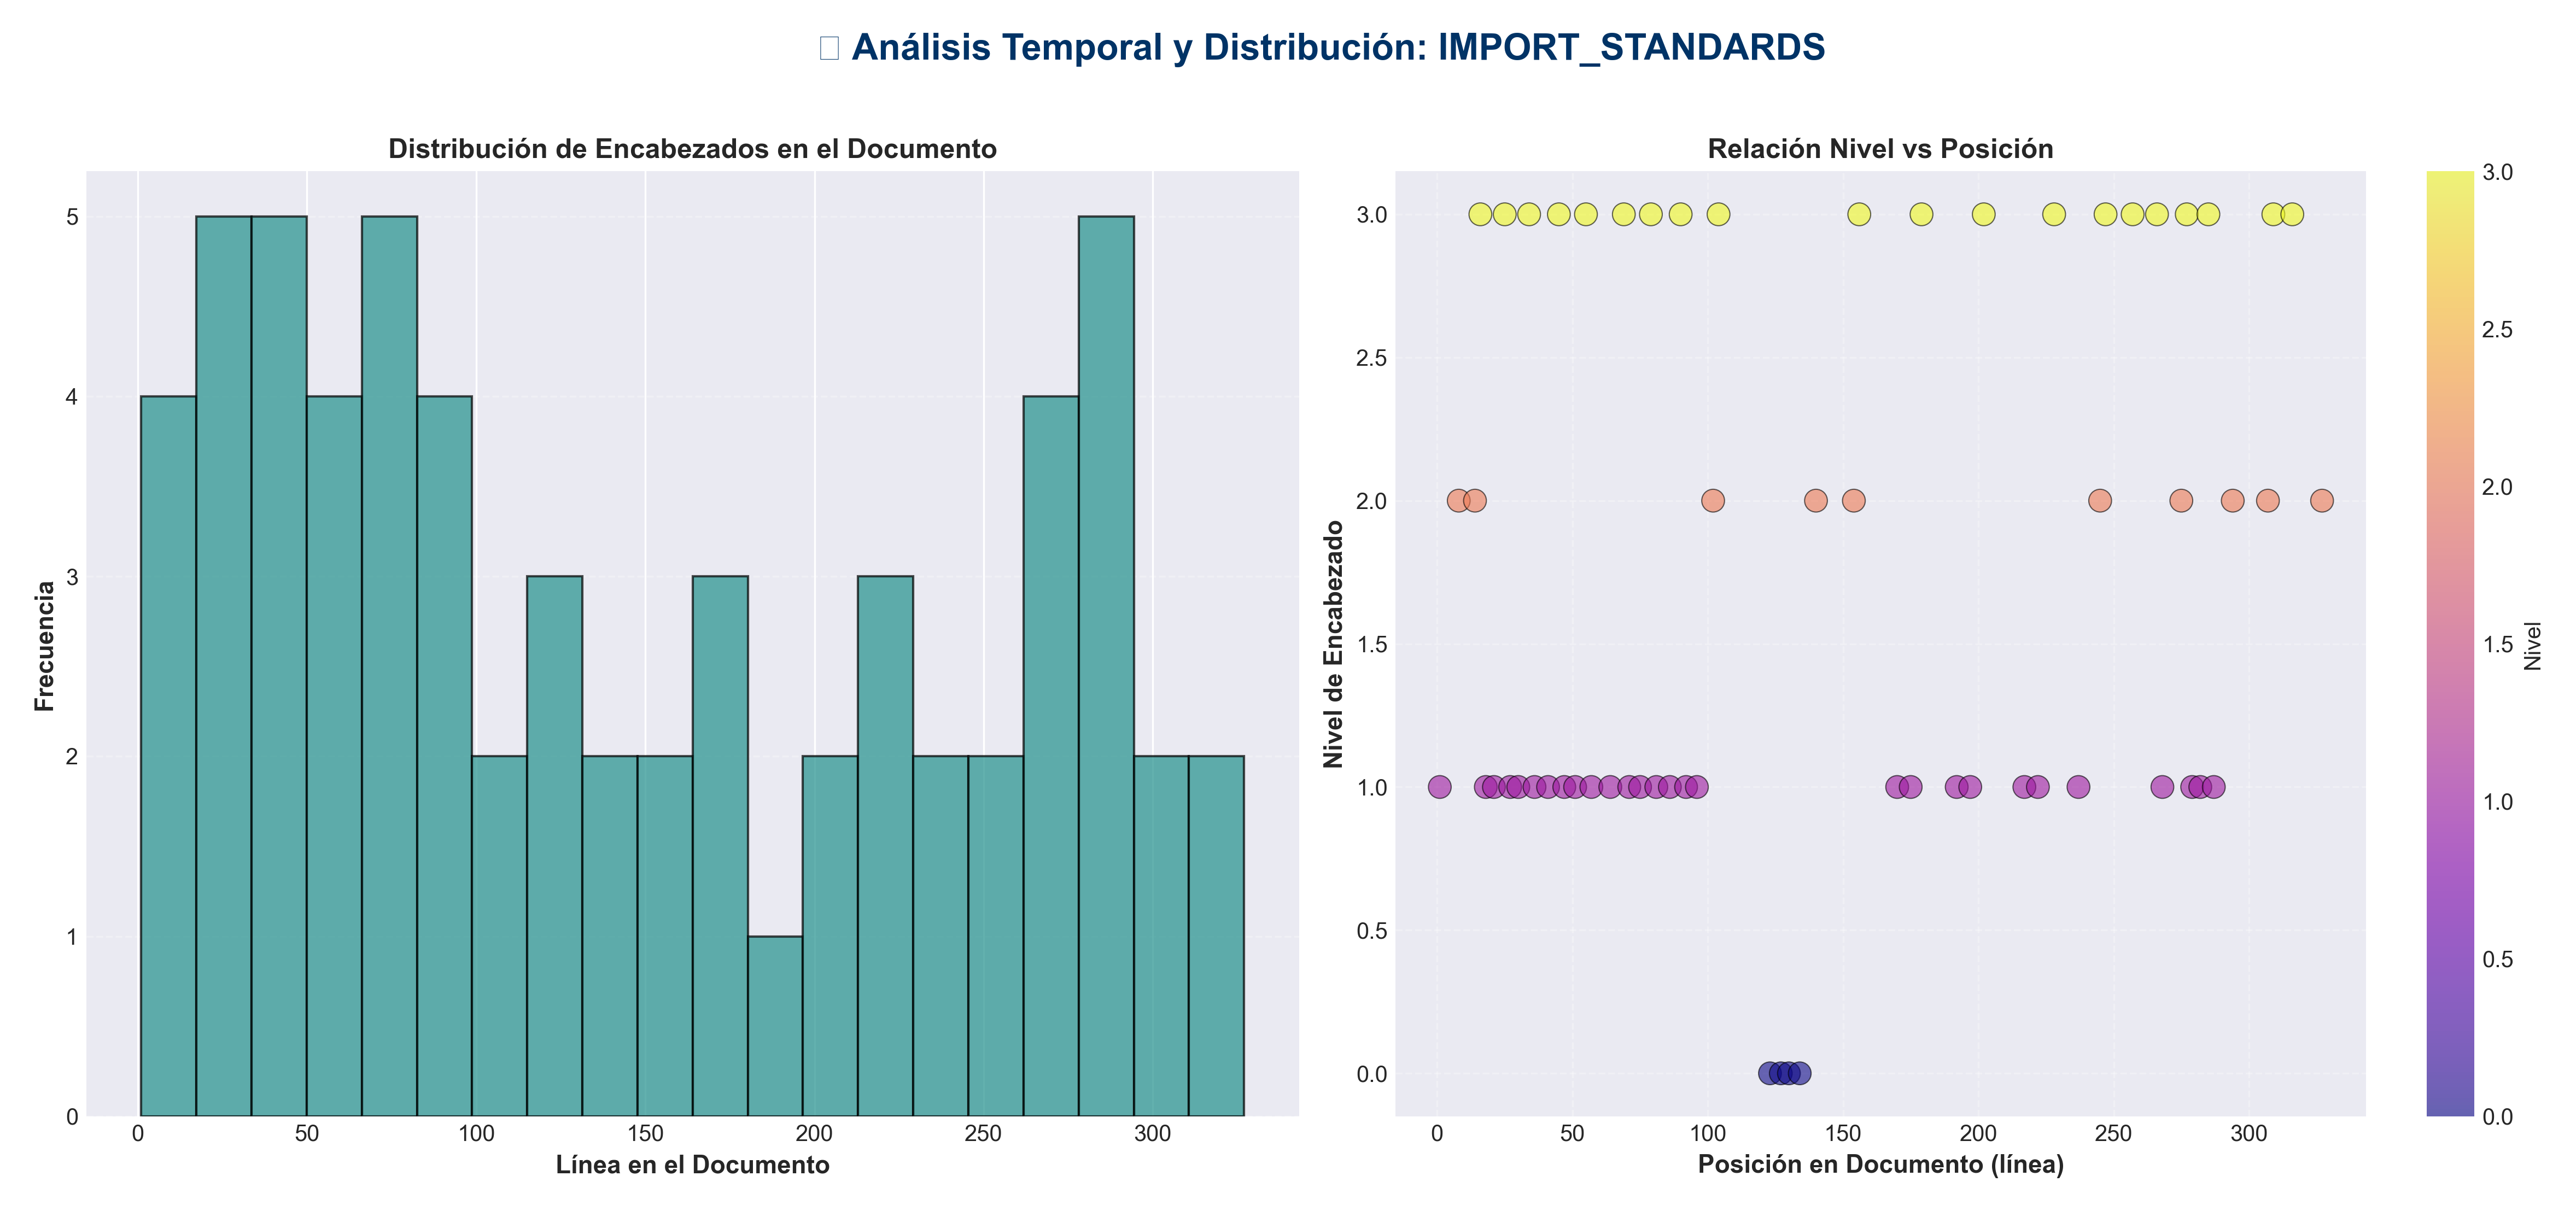 Análisis Temporal y Distribución: IMPORT_STANDARDS
Distribución de Encabezados en el Documento
Frecuencia
5
4
3
2
1
0
0 50 100 150 200 250 300
Línea en el Documento
Relación Nivel vs Posición
Nivel de Encabezado
3.0
2.5
2.0
1.5
1.0
0.5
0.0
0 50 100 150 200 250 300
Posición en Documento (línea)
3.0
2.5
2.0
1.5
1.0
0.5
0.0
Nivel